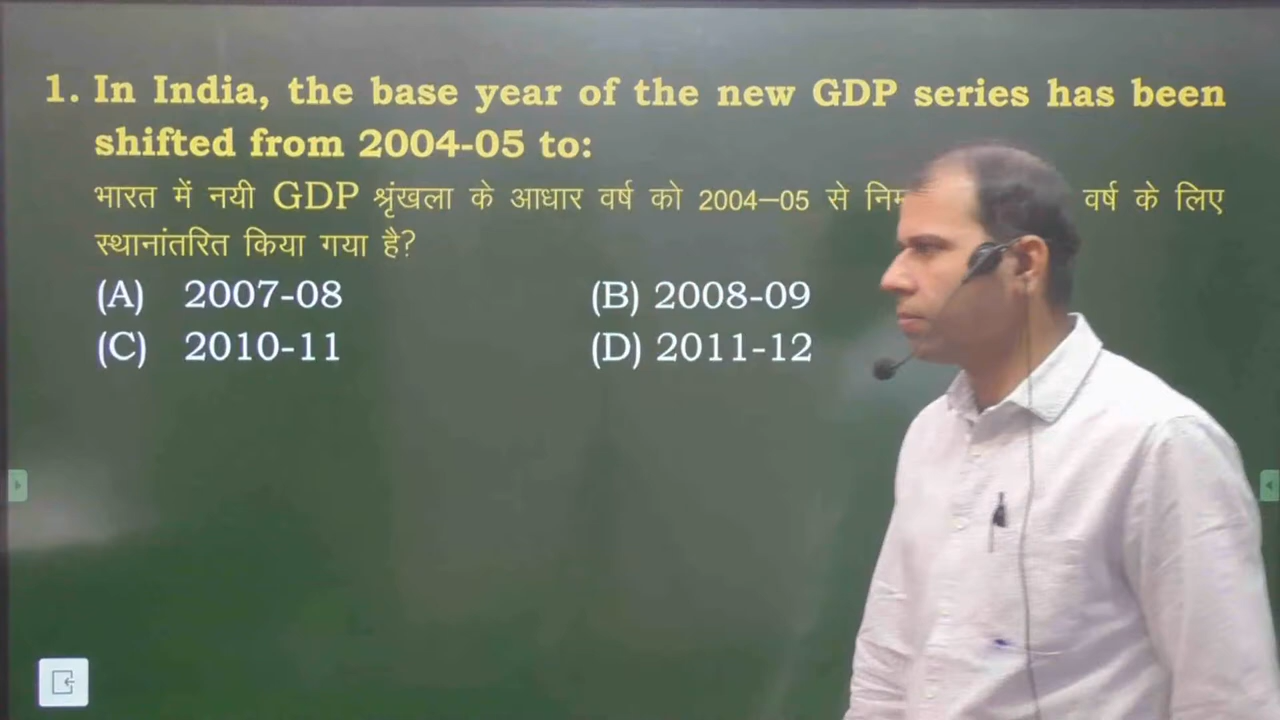 1. In India, the base year of the new GDP series has been
shifted from 2004-05 to:
भारत में नयी GDP श्रृंखला के आधार वर्ष को 2004–05 से वर्ष के लिए
स्थानांतरित किया गया है?
(A) 2007-08 (B) 2008-09
(C) 2010-11 (D) 2011-12